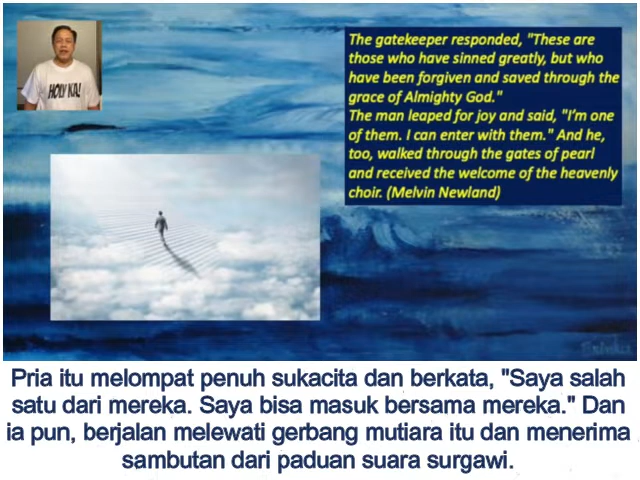 HOLY KA!
The gatekeeper responded, "These are
those who have sinned greatly, but who
have been forgiven and saved through the
grace of Almighty God."
The man leaped for joy and said, "I'm one
of them. I can enter with them." And he,
too, walked through the gates of pearl
and received the welcome of the heavenly
choir. (Melvin Newland)
Pria itu melompat penuh sukacita dan berkata, "Saya salah
satu dari mereka. Saya bisa masuk bersama mereka." Dan
ia pun, berjalan melewati gerbang mutiara itu dan menerima
sambutan dari paduan suara surgawi.